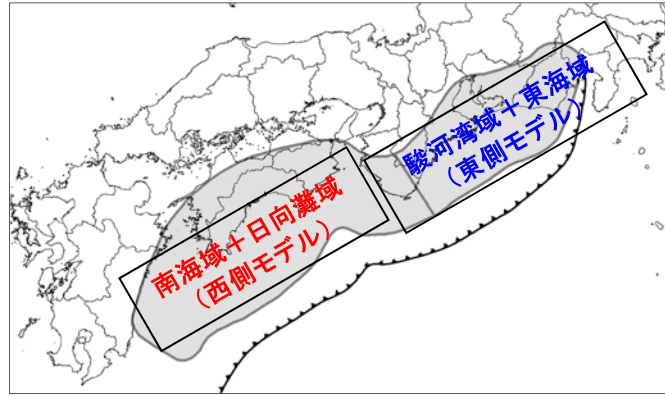 南海域＋日向灘域
（西側モデル）
駿河湾域＋東海域
（東側モデル）